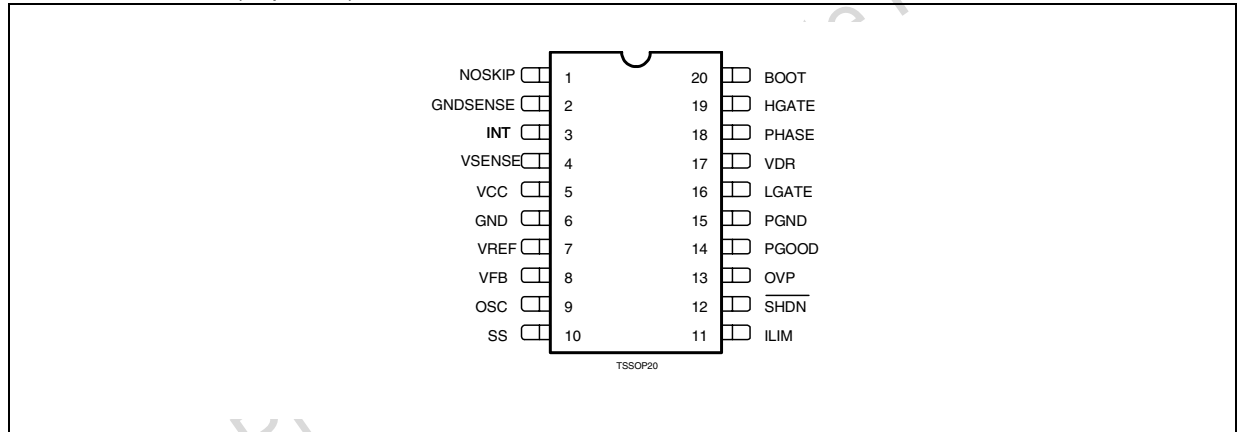 NOSKIP 1 20 BOOT
GNDSENSE 2 19 HGATE
INT 3 18 PHASE
VSENSE 4 17 VDR
VCC 5 16 LGATE
GND 6 15 PGND
VREF 7 14 PGOOD
VFB 8 13 OVP
OSC 9 12 SHDN
SS 10 11 ILIM
TSSOP20